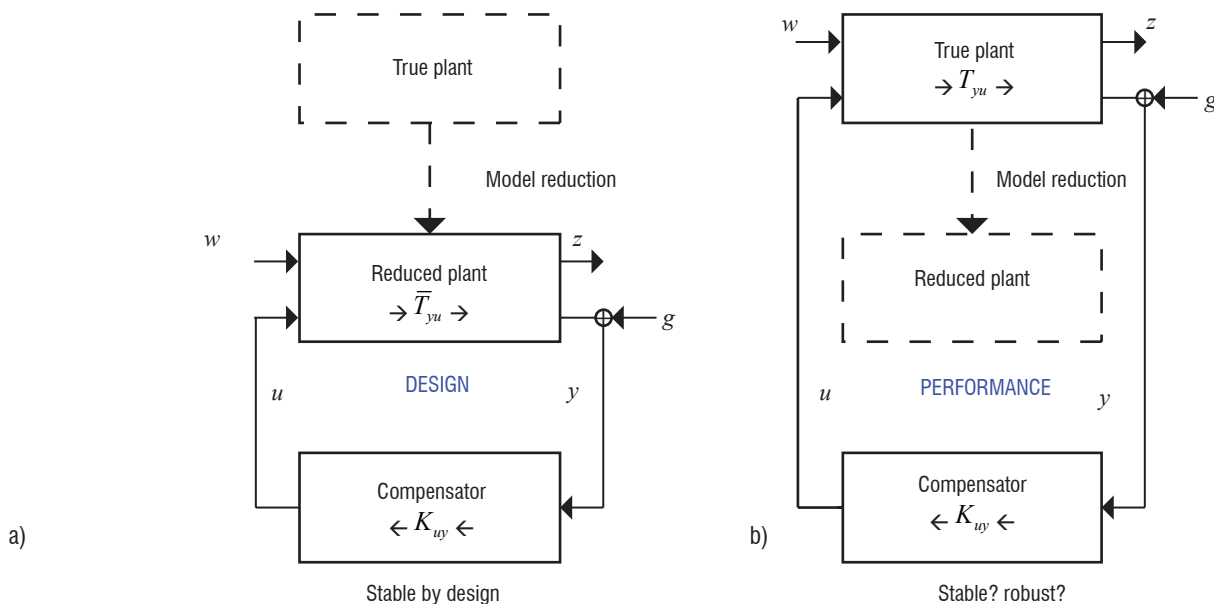 True plant
Model reduction
w
z
Reduced plant
→ T̅yu →
g
DESIGN
u
y
Compensator
← Kuy ←
a)
Stable by design
w
z
True plant
→ Tyu →
g
Model reduction
Reduced plant
u
PERFORMANCE
y
Compensator
← Kuy ←
b)
Stable? robust?